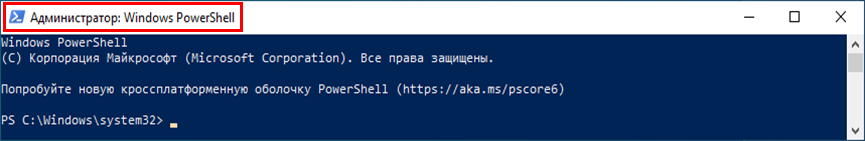 Администратор: Windows PowerShell
Windows PowerShell
(C) Корпорация Майкрософт (Microsoft Corporation). Все права защищены.
Попробуйте новую кроссплатформенную оболочку PowerShell (https://aka.ms/pscore6)
PS C:\Windows\system32> _